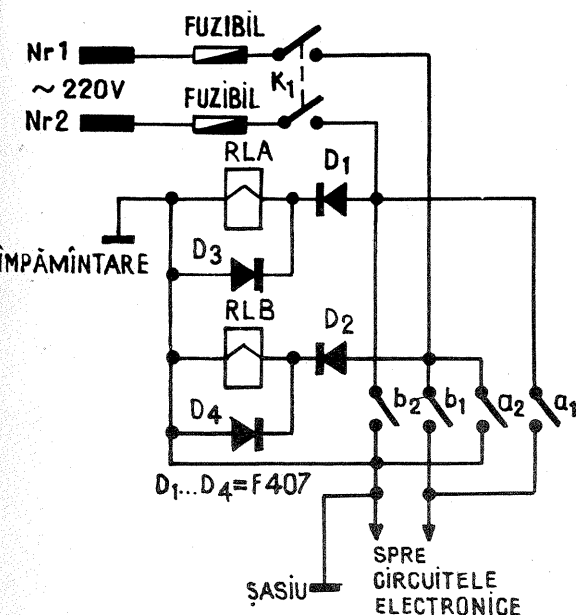 FUZIBIL
Nr1
K1
~ 220V
FUZIBIL
Nr2
RLA
D1
ÎMPĂMÎNTARE
D3
RLB
D2
D4
b2
b1
a2
a1
D1...D4=F407
ȘASIU
SPRE
CIRCUITELE
ELECTRONICE